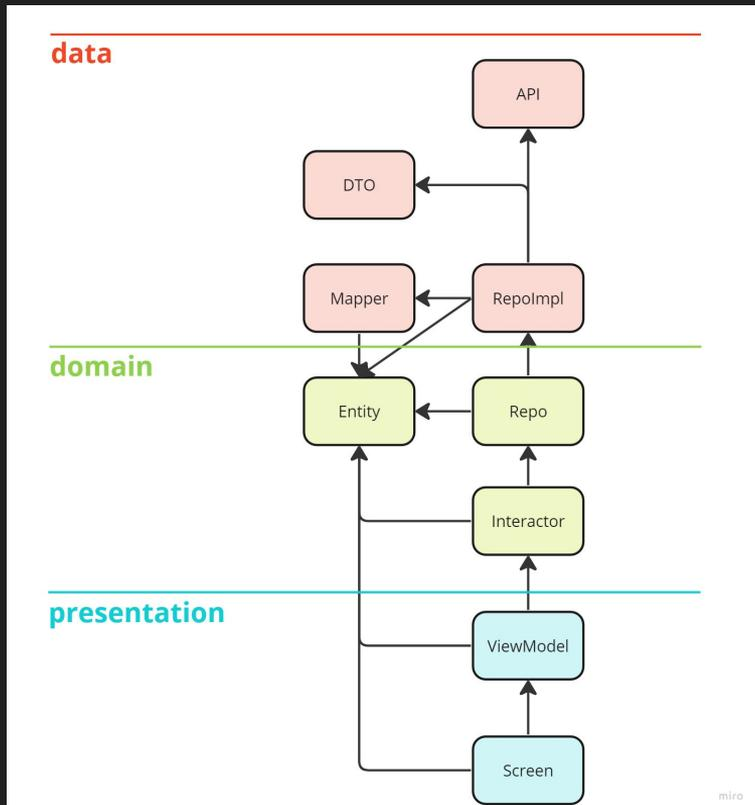 data
API
DTO
Mapper
RepoImpl
domain
Entity
Repo
Interactor
presentation
ViewModel
Screen
miro